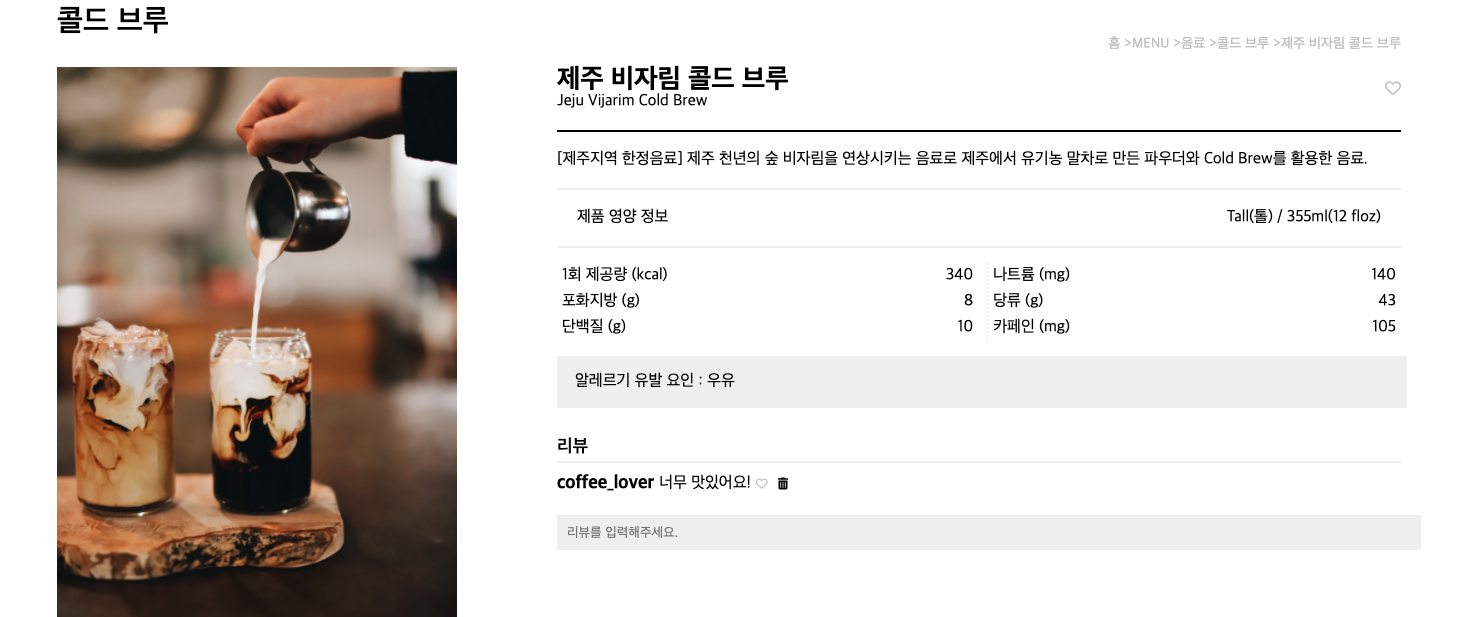 콜드 브루
홈 >MENU >음료 >콜드 브루 >제주 비자림 콜드 브루
제주 비자림 콜드 브루
Jeju Vijarim Cold Brew
[제주지역 한정음료] 제주 천년의 숲 비자림을 연상시키는 음료로 제주에서 유기농 말차로 만든 파우더와 Cold Brew를 활용한 음료.
제품 영양 정보 Tall(톨) / 355ml(12 floz)
1회 제공량 (kcal) 340 나트륨 (mg) 140
포화지방 (g) 8 당류 (g) 43
단백질 (g) 10 카페인 (mg) 105
알레르기 유발 요인 : 우유
리뷰
coffee_lover 너무 맛있어요!
리뷰를 입력해주세요.